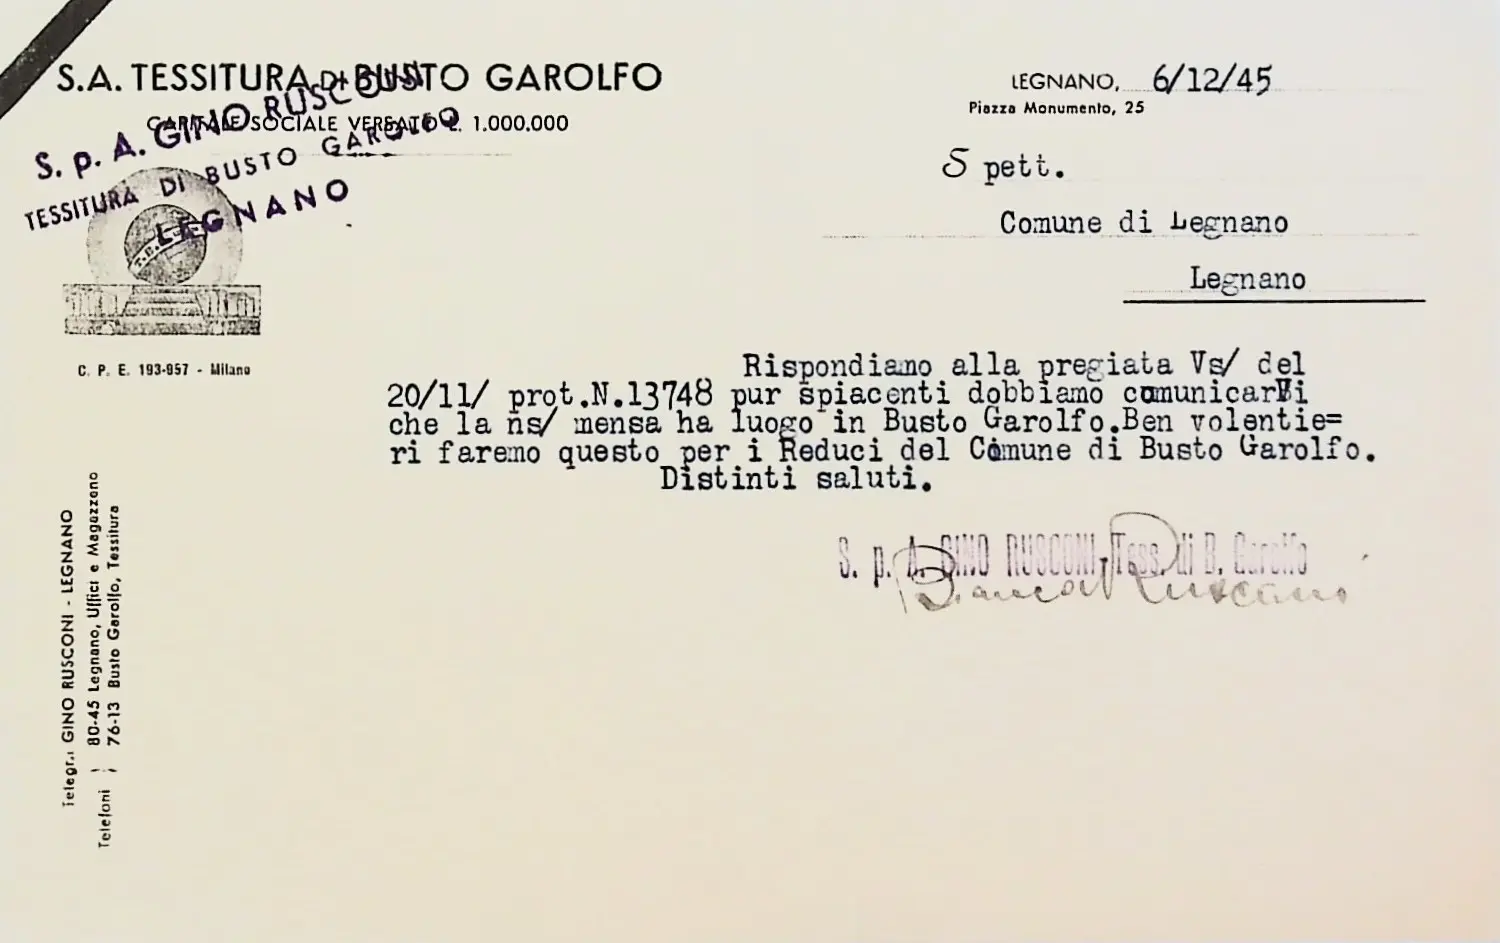 S.A. TESSITURA DI BUSTO GAROLFO
CAPITALE SOCIALE VERSATO L. 1.000.000
S. p. A. GINO RUSCONI
TESSITURA DI BUSTO GAROLFO
LEGNANO
C. P. E. 193-957 - Milano
LEGNANO, 6/12/45
Piazza Monumento, 25
Spett.
Comune di Legnano
Legnano
Rispondiamo alla pregiata Vs/ del
20/11/ prot.N.13748 pur spiacenti dobbiamo comunicarVi
che la ns/ mensa ha luogo in Busto Garolfo.Ben volentie=
ri faremo questo per i Reduci del Comune di Busto Garolfo.
Distinti saluti.
S. p. A. GINO RUSCONI-Tess. di B. Garolfo
Telegr.: GINO RUSCONI - LEGNANO
Telefoni
80-45 Legnano, Uffici e Magazzeno
76-13 Busto Garolfo, Tessitura